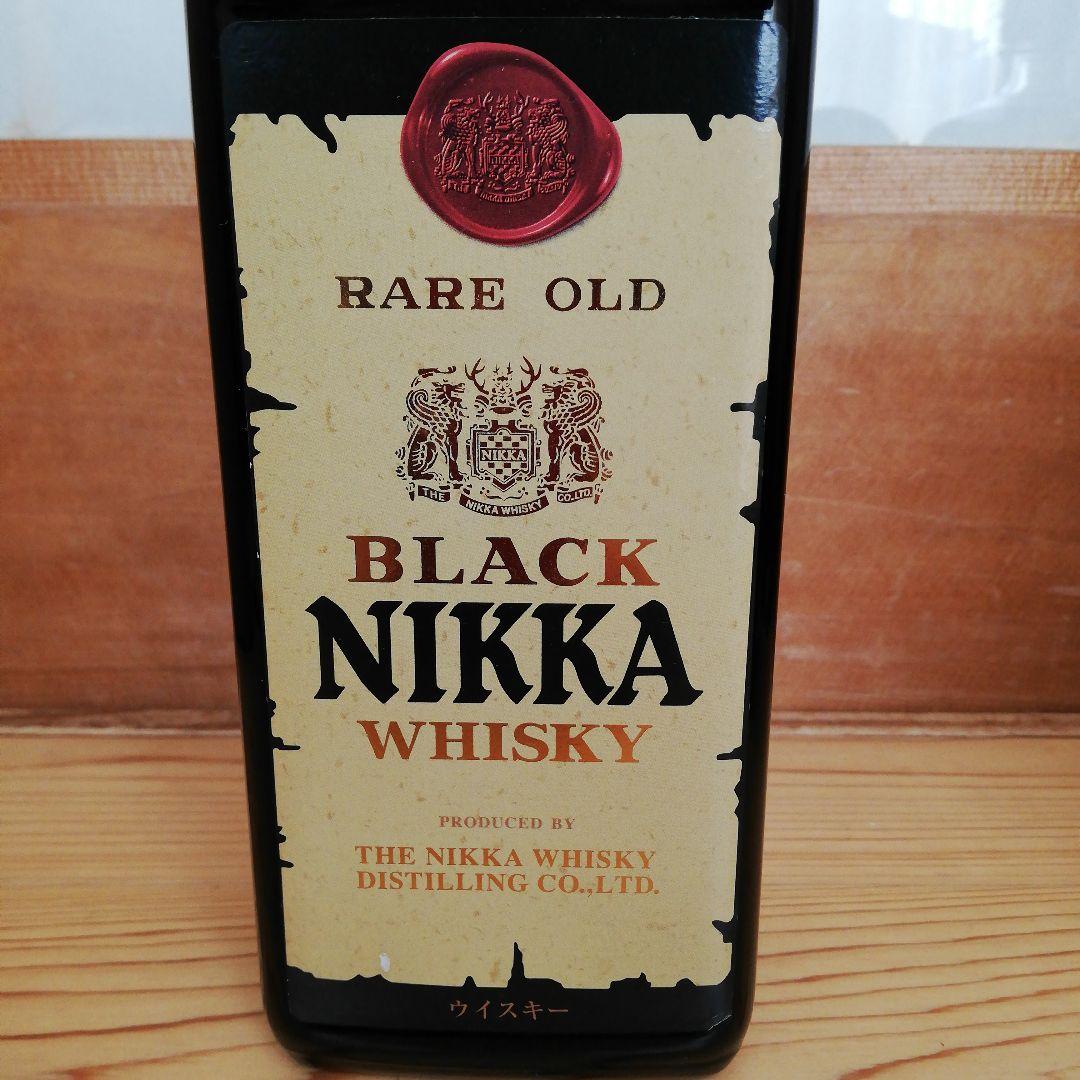 NIKKA
RARE OLD
NIKKA
THE NIKKA WHISKY CO.,LTD.
BLACK
NIKKA
WHISKY
PRODUCED BY
THE NIKKA WHISKY
DISTILLING CO.,LTD.
ウイスキー